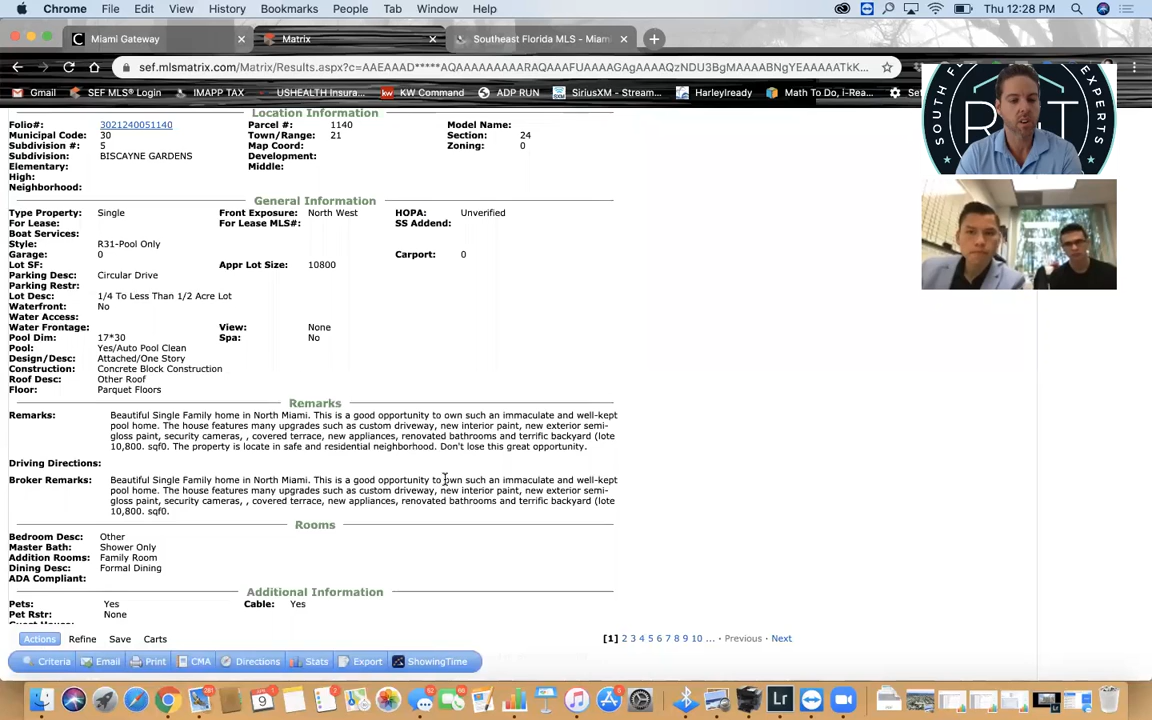 Chrome File Edit View History Bookmarks People Tab Window Help Thu 12:28 PM
Miami Gateway Matrix Southeast Florida MLS - Miam
sef.mlsmatrix.com/Matrix/Results.aspx?c=AAEAAAD*****AQAAAAAAAAARAQAAAFUAAAAGAgAAAAQzNDU3BgMAAAABNgYEAAAAATkK...
Gmail SEF MLS® Login IMAPP TAX USHEALTH Insura... KW Command ADP RUN SiriusXM - Stream... Harleylready Math To Do, i-Rea...
Location Information
Folio#: 3021240051140 Parcel #: 1140 Model Name:
Municipal Code: 30 Town/Range: 21 Section: 24
Subdivision #: 5 Map Coord: Zoning: 0
Subdivision: BISCAYNE GARDENS Development:
Elementary: Middle:
High:
Neighborhood:
General Information
Type Property: Single Front Exposure: North West HOPA: Unverified
For Lease: For Lease MLS#: SS Addend:
Boat Services:
Style: R31-Pool Only
Garage: 0 Carport: 0
Lot SF: Appr Lot Size: 10800
Parking Desc: Circular Drive
Parking Restr:
Lot Desc: 1/4 To Less Than 1/2 Acre Lot
Waterfront: No
Water Access:
Water Frontage: View: None
Pool Dim: 17*30 Spa: No
Pool: Yes/Auto Pool Clean
Design/Desc: Attached/One Story
Construction: Concrete Block Construction
Roof Desc: Other Roof
Floor: Parquet Floors
Remarks
Remarks: Beautiful Single Family home in North Miami. This is a good opportunity to own such an immaculate and well-kept
pool home. The house features many upgrades such as custom driveway, new interior paint, new exterior semi-
gloss paint, security cameras, , covered terrace, new appliances, renovated bathrooms and terrific backyard (lote
10,800. sqf0. The property is locate in safe and residential neighborhood. Don't lose this great opportunity.
Driving Directions:
Broker Remarks: Beautiful Single Family home in North Miami. This is a good opportunity to own such an immaculate and well-kept
pool home. The house features many upgrades such as custom driveway, new interior paint, new exterior semi-
gloss paint, security cameras, , covered terrace, new appliances, renovated bathrooms and terrific backyard (lote
10,800. sqf0.
Rooms
Bedroom Desc: Other
Master Bath: Shower Only
Addition Rooms: Family Room
Dining Desc: Formal Dining
ADA Compliant:
Additional Information
Pets: Yes Cable: Yes
Pet Rstr: None
[1] 2 3 4 5 6 7 8 9 10 ... - Previous - Next
Actions Refine Save Carts
Criteria Email Print CMA Directions Stats Export ShowingTime
SOUTH F
EXPERTS